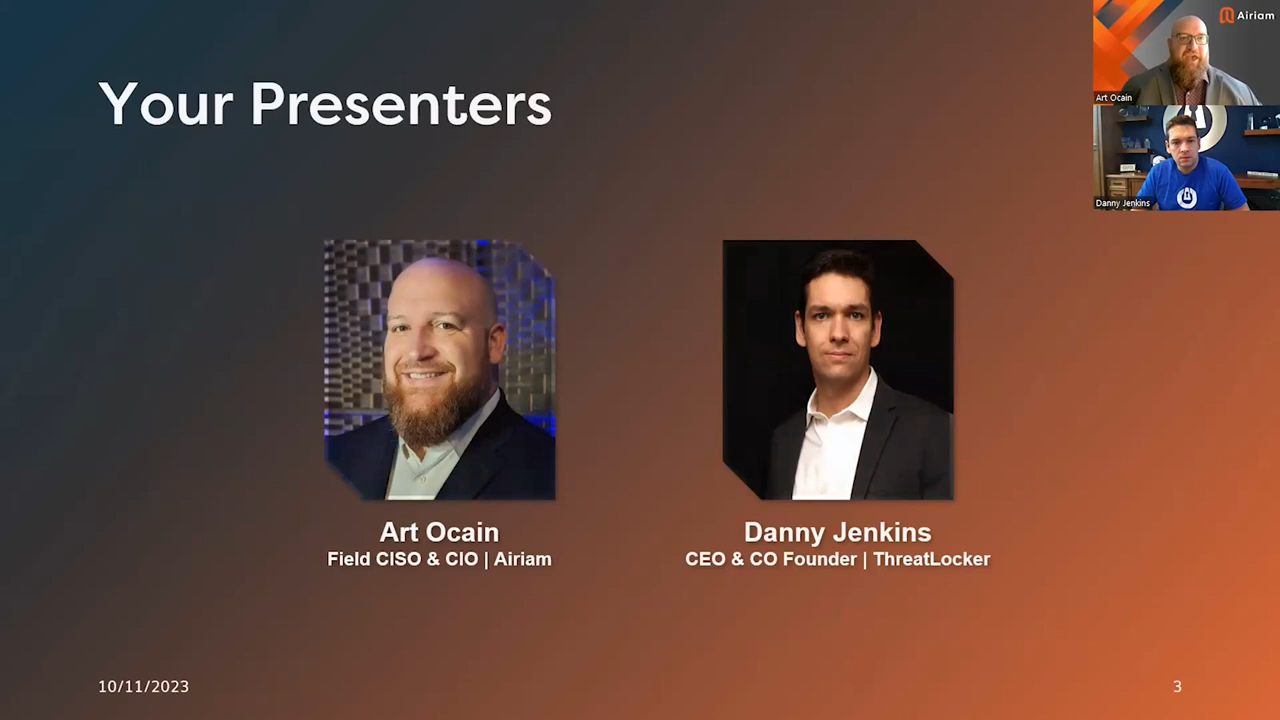 Your Presenters
Airiam
Art Ocain
Danny Jenkins
Art Ocain
Field CISO & CIO | Airiam
Danny Jenkins
CEO & CO Founder | ThreatLocker
10/11/2023
3